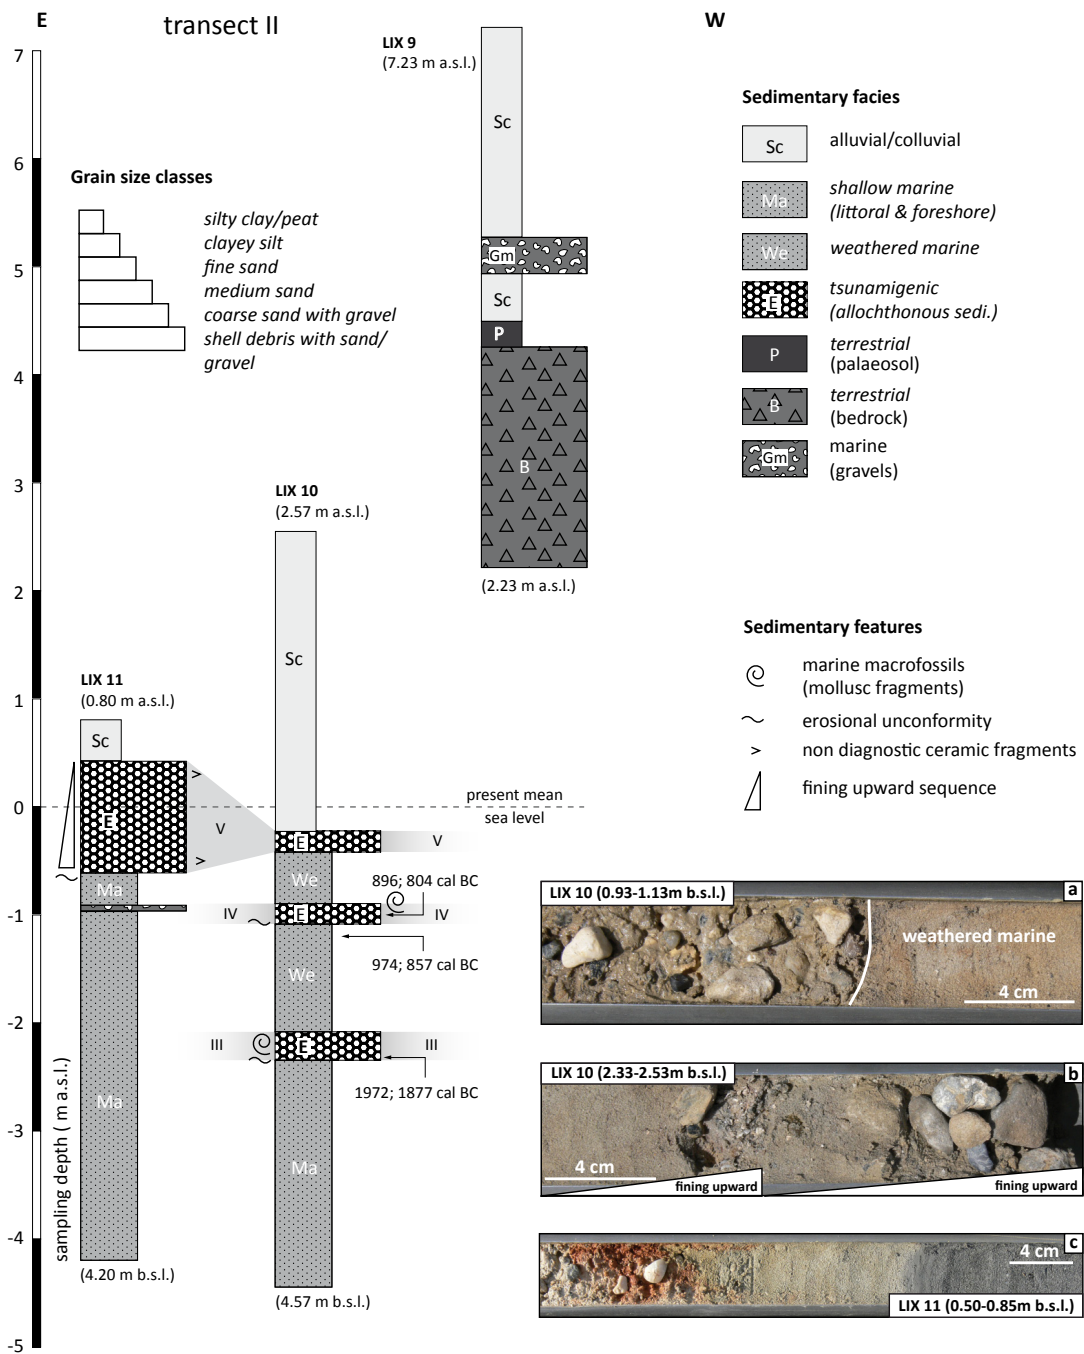 E
transect II
W
LIX 9
(7.23 m a.s.l.)
7
6
5
4
3
2
1
0
-1
-2
-3
-4
-5
sampling depth ( m a.s.l.)
Grain size classes
silty clay/peat
clayey silt
fine sand
medium sand
coarse sand with gravel
shell debris with sand/
gravel
Sc
Gm
Sc
P
B
(2.23 m a.s.l.)
LIX 10
(2.57 m a.s.l.)
Sc
E
We
E
We
E
Ma
(4.57 m b.s.l.)
LIX 11
(0.80 m a.s.l.)
Sc
E
Ma
Ma
(4.20 m b.s.l.)
>
>
V
V
present mean
sea level
896; 804 cal BC
IV
IV
974; 857 cal BC
III
III
1972; 1877 cal BC
Sedimentary facies
Sc
alluvial/colluvial
Ma
shallow marine
(littoral & foreshore)
We
weathered marine
E
tsunamigenic
(allochthonous sedi.)
P
terrestrial
(palaeosol)
B
terrestrial
(bedrock)
Gm
marine
(gravels)
Sedimentary features
marine macrofossils
(mollusc fragments)
~ erosional unconformity
> non diagnostic ceramic fragments
fining upward sequence
LIX 10 (0.93-1.13m b.s.l.)
a
weathered marine
4 cm
LIX 10 (2.33-2.53m b.s.l.)
b
4 cm
fining upward
fining upward
c
4 cm
LIX 11 (0.50-0.85m b.s.l.)